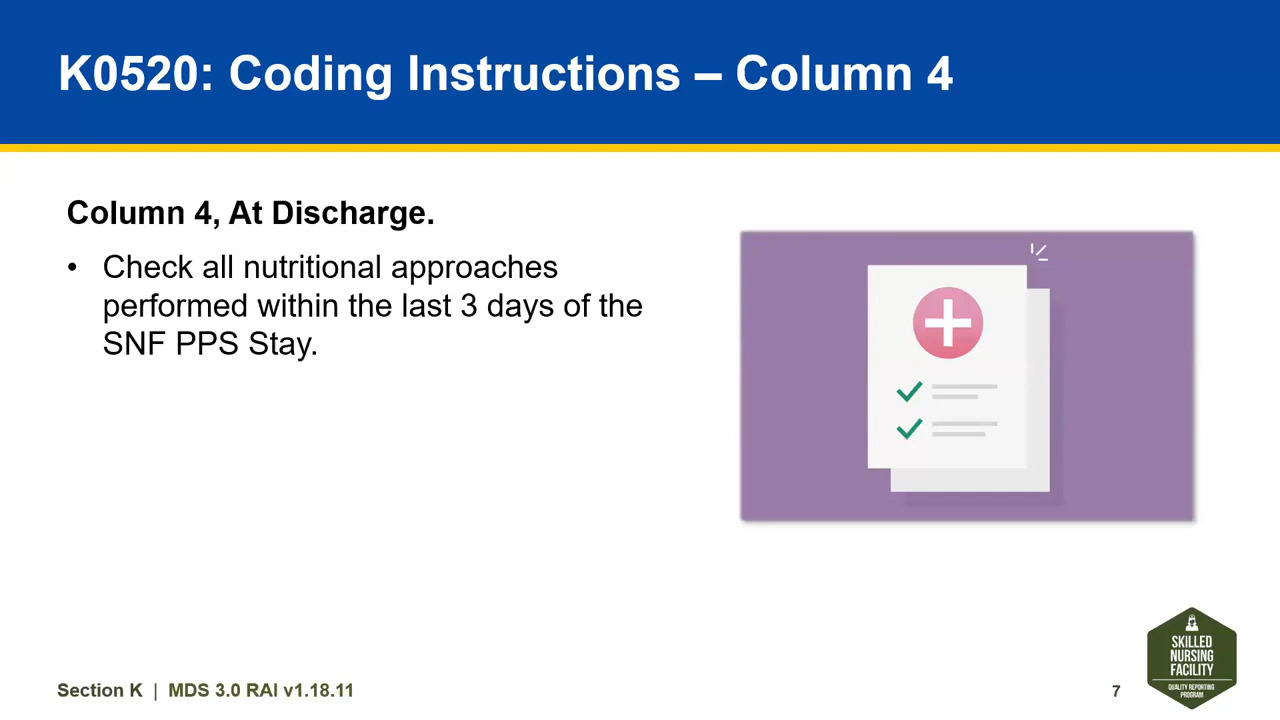 K0520: Coding Instructions – Column 4
Column 4, At Discharge.
• Check all nutritional approaches
performed within the last 3 days of the
SNF PPS Stay.
Section K | MDS 3.0 RAI v1.18.11
7
SKILLED
NURSING
FACILITY
QUALITY REPORTING
PROGRAM